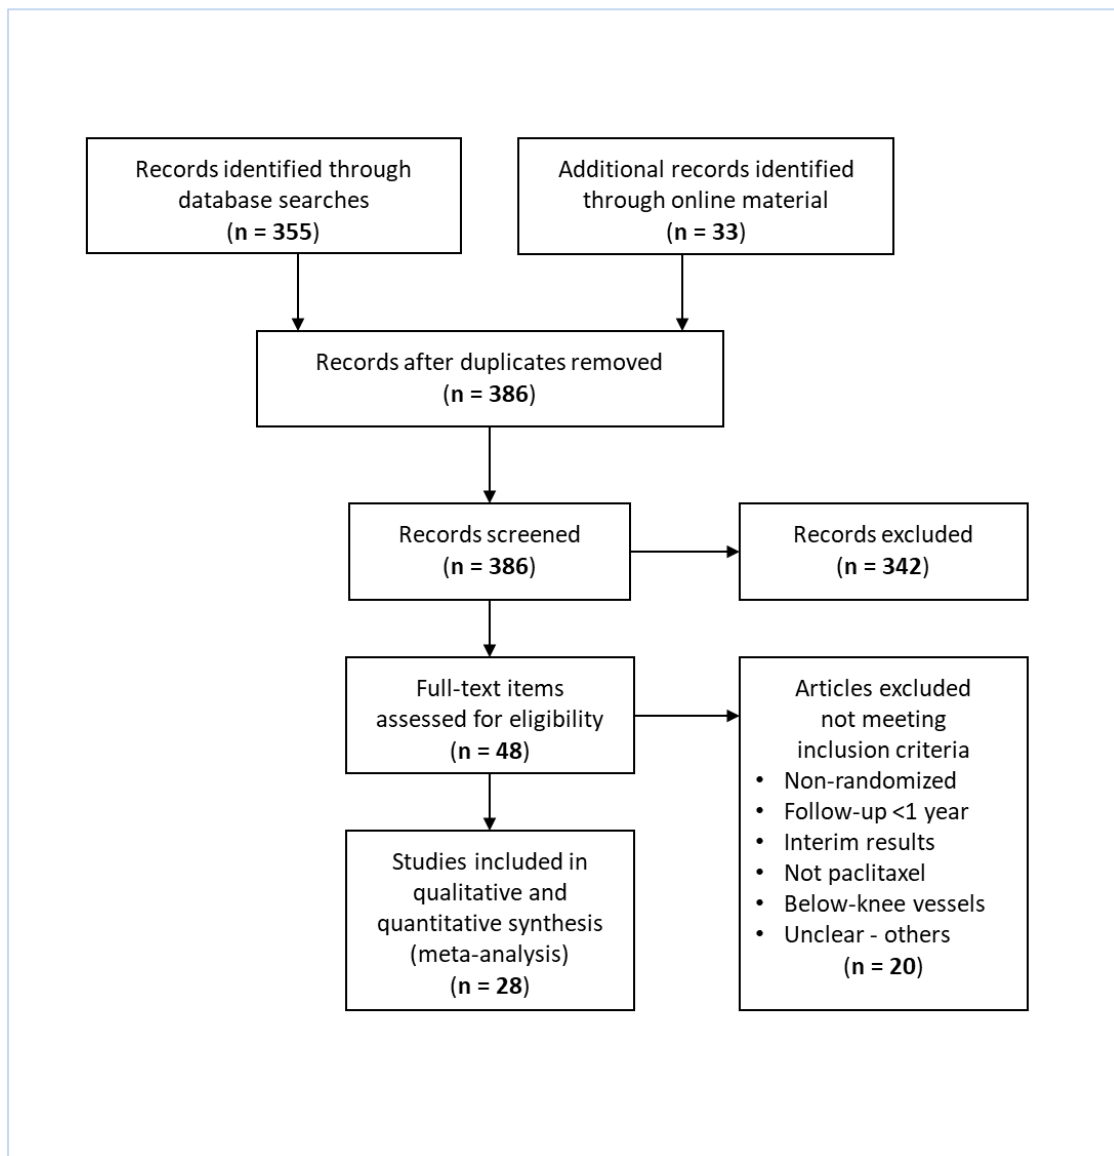 Records identified through
database searches
(n = 355)
Additional records identified
through online material
(n = 33)
Records after duplicates removed
(n = 386)
Records screened
(n = 386)
Records excluded
(n = 342)
Full-text items
assessed for eligibility
(n = 48)
Articles excluded
not meeting
inclusion criteria
• Non-randomized
• Follow-up <1 year
• Interim results
• Not paclitaxel
• Below-knee vessels
• Unclear - others
(n = 20)
Studies included in
qualitative and
quantitative synthesis
(meta-analysis)
(n = 28)